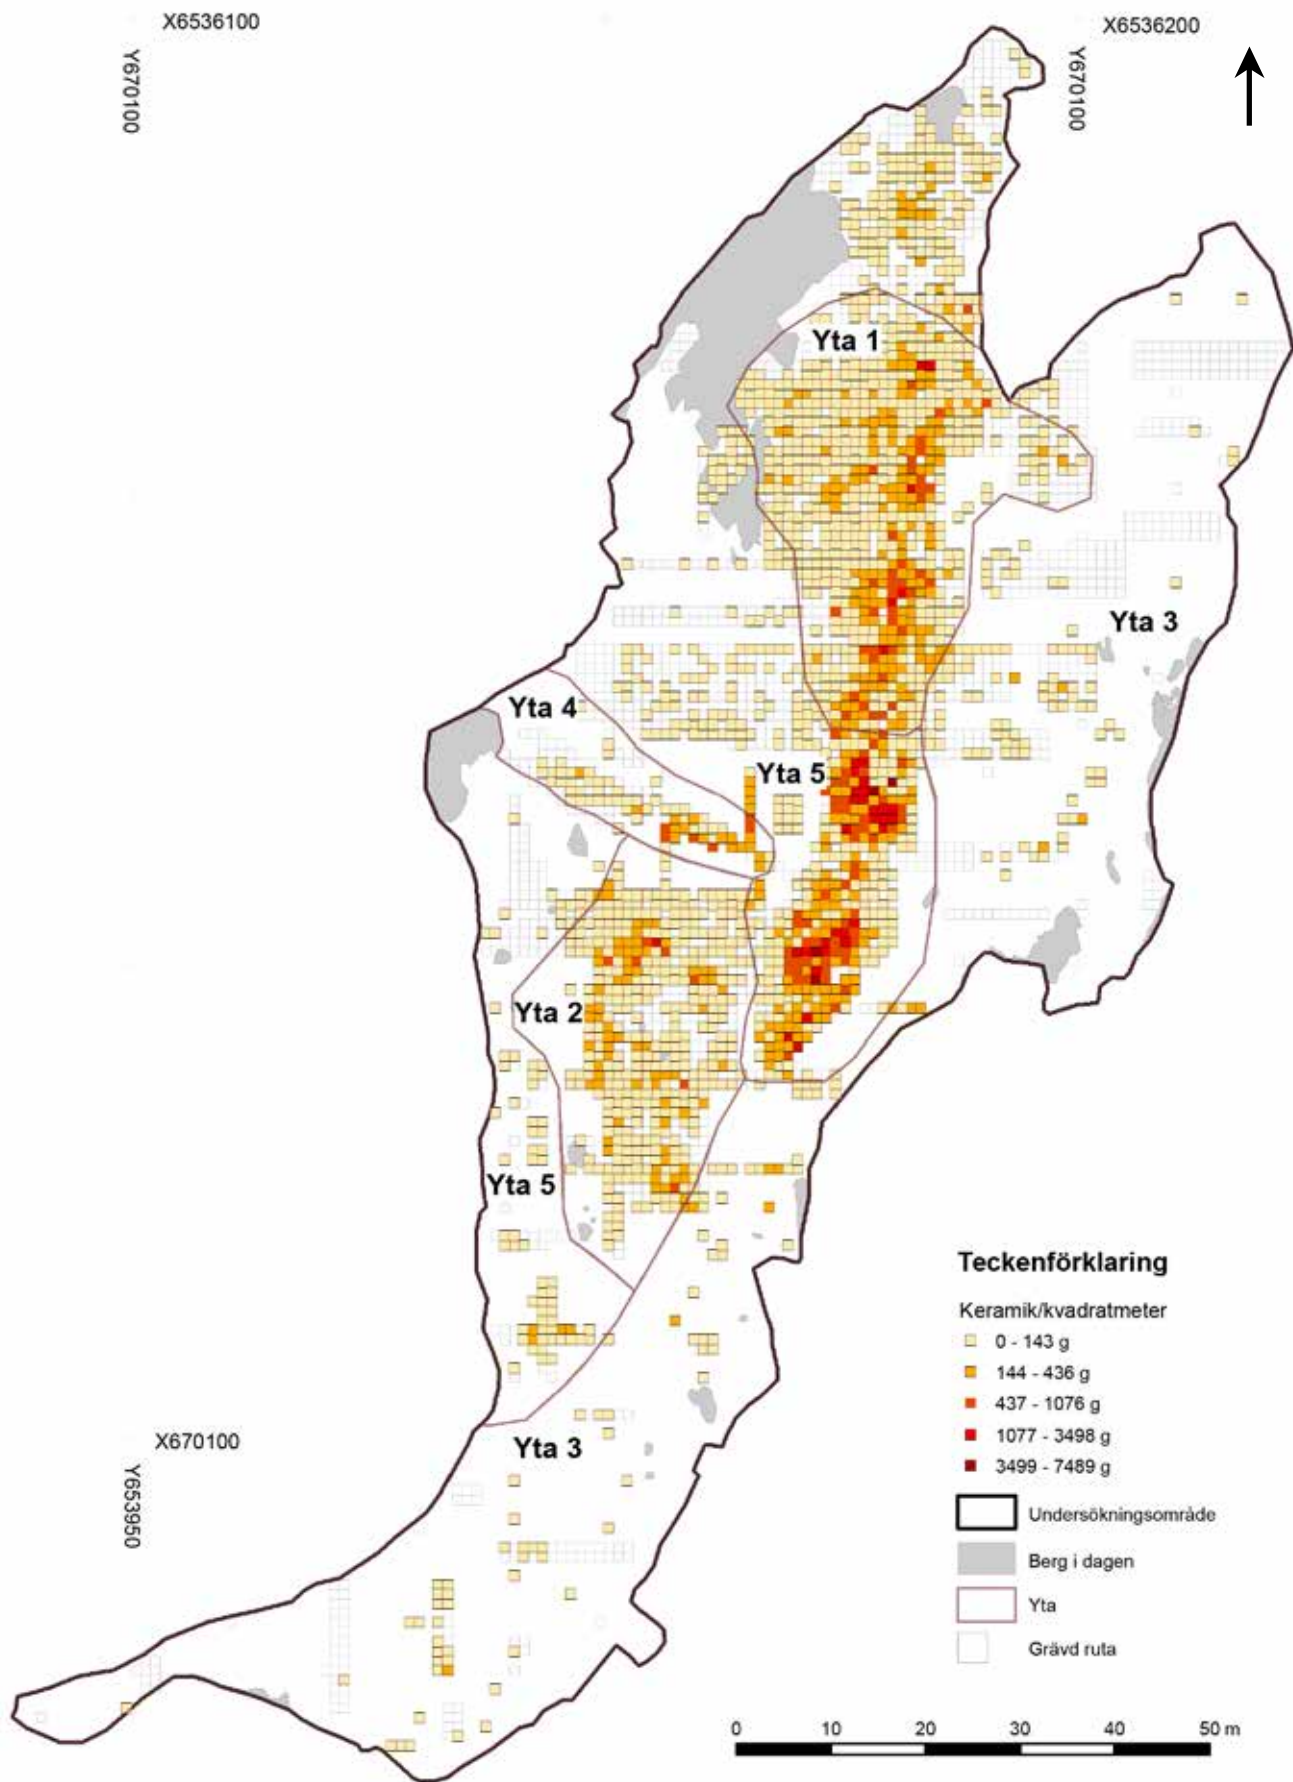 X6536100
X6536200
Y670100
Y670100
Yta 1
Yta 3
Yta 4
Yta 5
Yta 2
Yta 5
Teckenförklaring
Keramik/kvadratmeter
0 - 143 g
144 - 436 g
437 - 1076 g
1077 - 3498 g
3499 - 7489 g
Undersökningsområde
Berg i dagen
Yta
Grävd ruta
X670100
Yta 3
Y653950
0 10 20 30 40 50 m